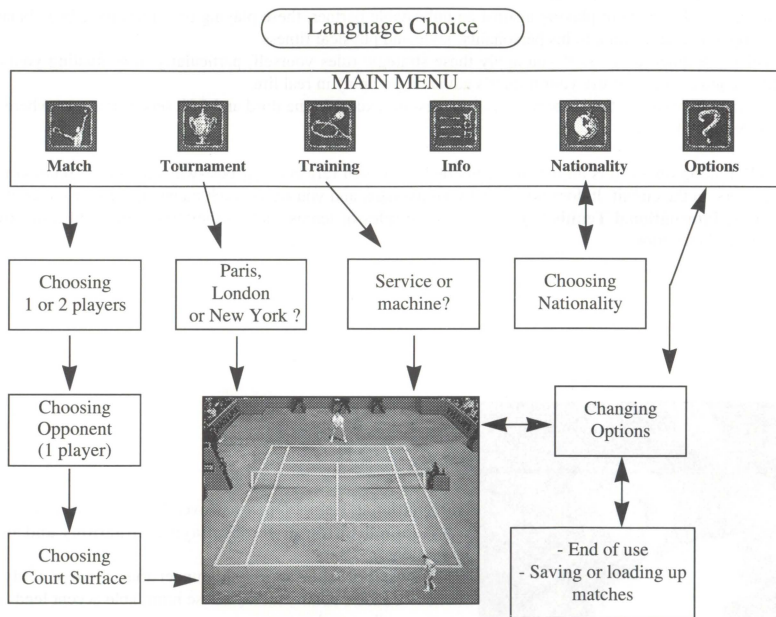 Language Choice
MAIN MENU
Match
Tournament
Training
Info
Nationality
Options
Choosing
1 or 2 players
Paris,
London
or New York ?
Service or
machine?
Choosing
Nationality
Choosing
Opponent
(1 player)
Changing
Options
Choosing
Court Surface
- End of use
- Saving or loading up
matches